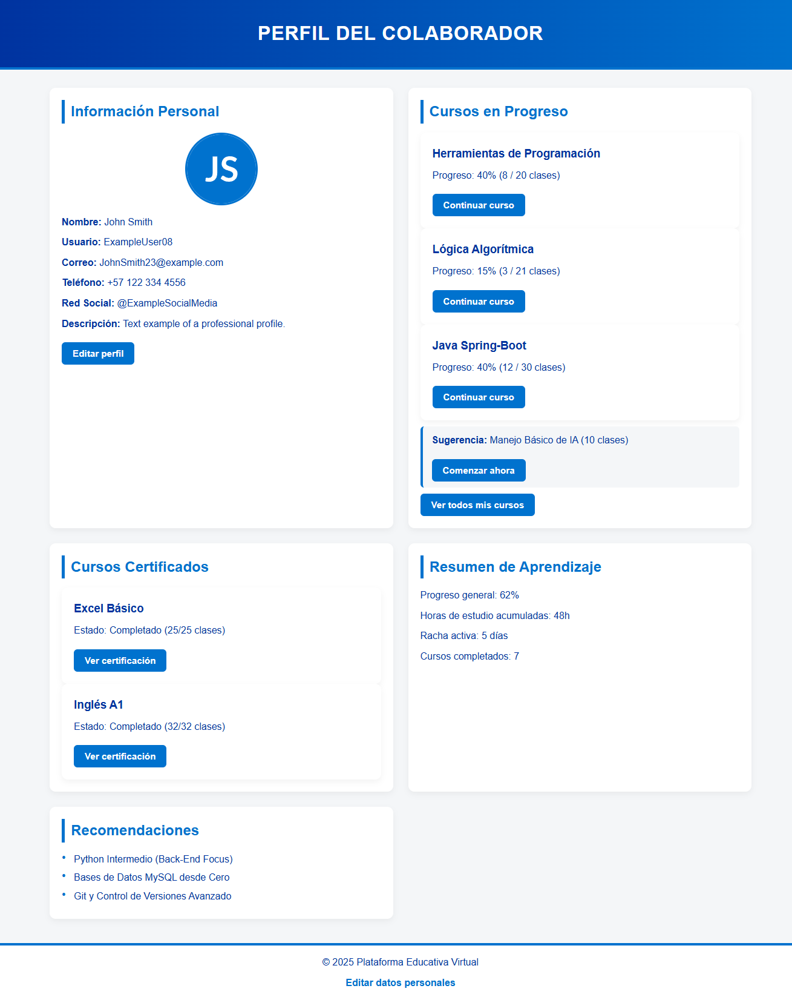 PERFIL DEL COLABORADOR
Información Personal
JS
Nombre: John Smith
Usuario: ExampleUser08
Correo: JohnSmith23@example.com
Teléfono: +57 122 334 4556
Red Social: @ExampleSocialMedia
Descripción: Text example of a professional profile.
Editar perfil
Cursos en Progreso
Herramientas de Programación
Progreso: 40% (8 / 20 clases)
Continuar curso
Lógica Algorítmica
Progreso: 15% (3 / 21 clases)
Continuar curso
Java Spring-Boot
Progreso: 40% (12 / 30 clases)
Continuar curso
Sugerencia: Manejo Básico de IA (10 clases)
Comenzar ahora
Ver todos mis cursos
Cursos Certificados
Excel Básico
Estado: Completado (25/25 clases)
Ver certificación
Inglés A1
Estado: Completado (32/32 clases)
Ver certificación
Resumen de Aprendizaje
Progreso general: 62%
Horas de estudio acumuladas: 48h
Racha activa: 5 días
Cursos completados: 7
Recomendaciones
• Python Intermedio (Back-End Focus)
• Bases de Datos MySQL desde Cero
• Git y Control de Versiones Avanzado
© 2025 Plataforma Educativa Virtual
Editar datos personales